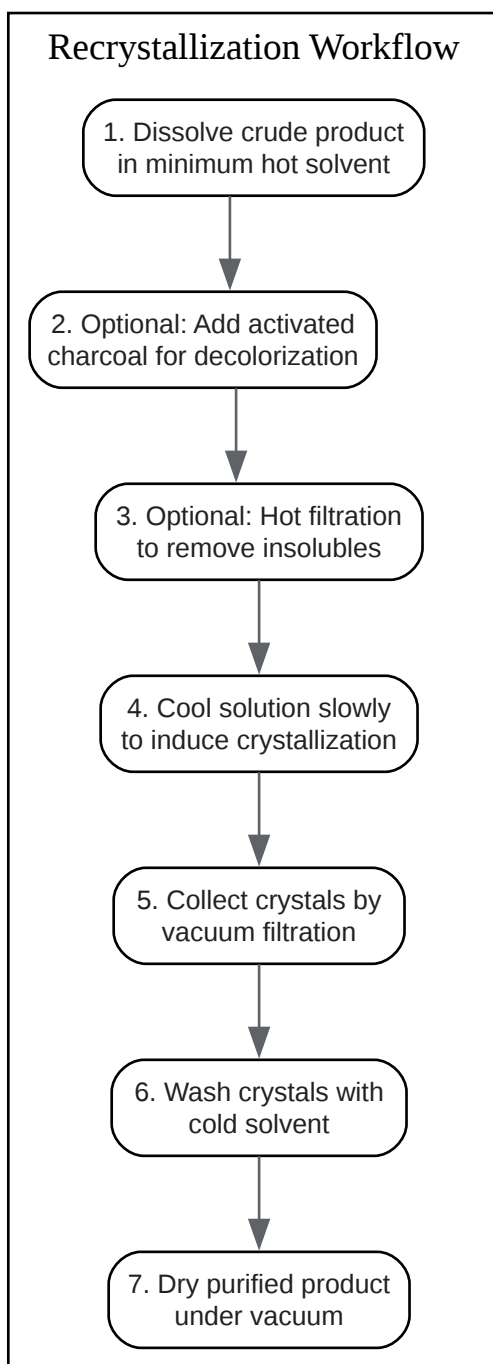 Recrystallization Workflow
1. Dissolve crude product
in minimum hot solvent
2. Optional: Add activated
charcoal for decolorization
3. Optional: Hot filtration
to remove insolubles
4. Cool solution slowly
to induce crystallization
5. Collect crystals by
vacuum filtration
6. Wash crystals with
cold solvent
7. Dry purified product
under vacuum